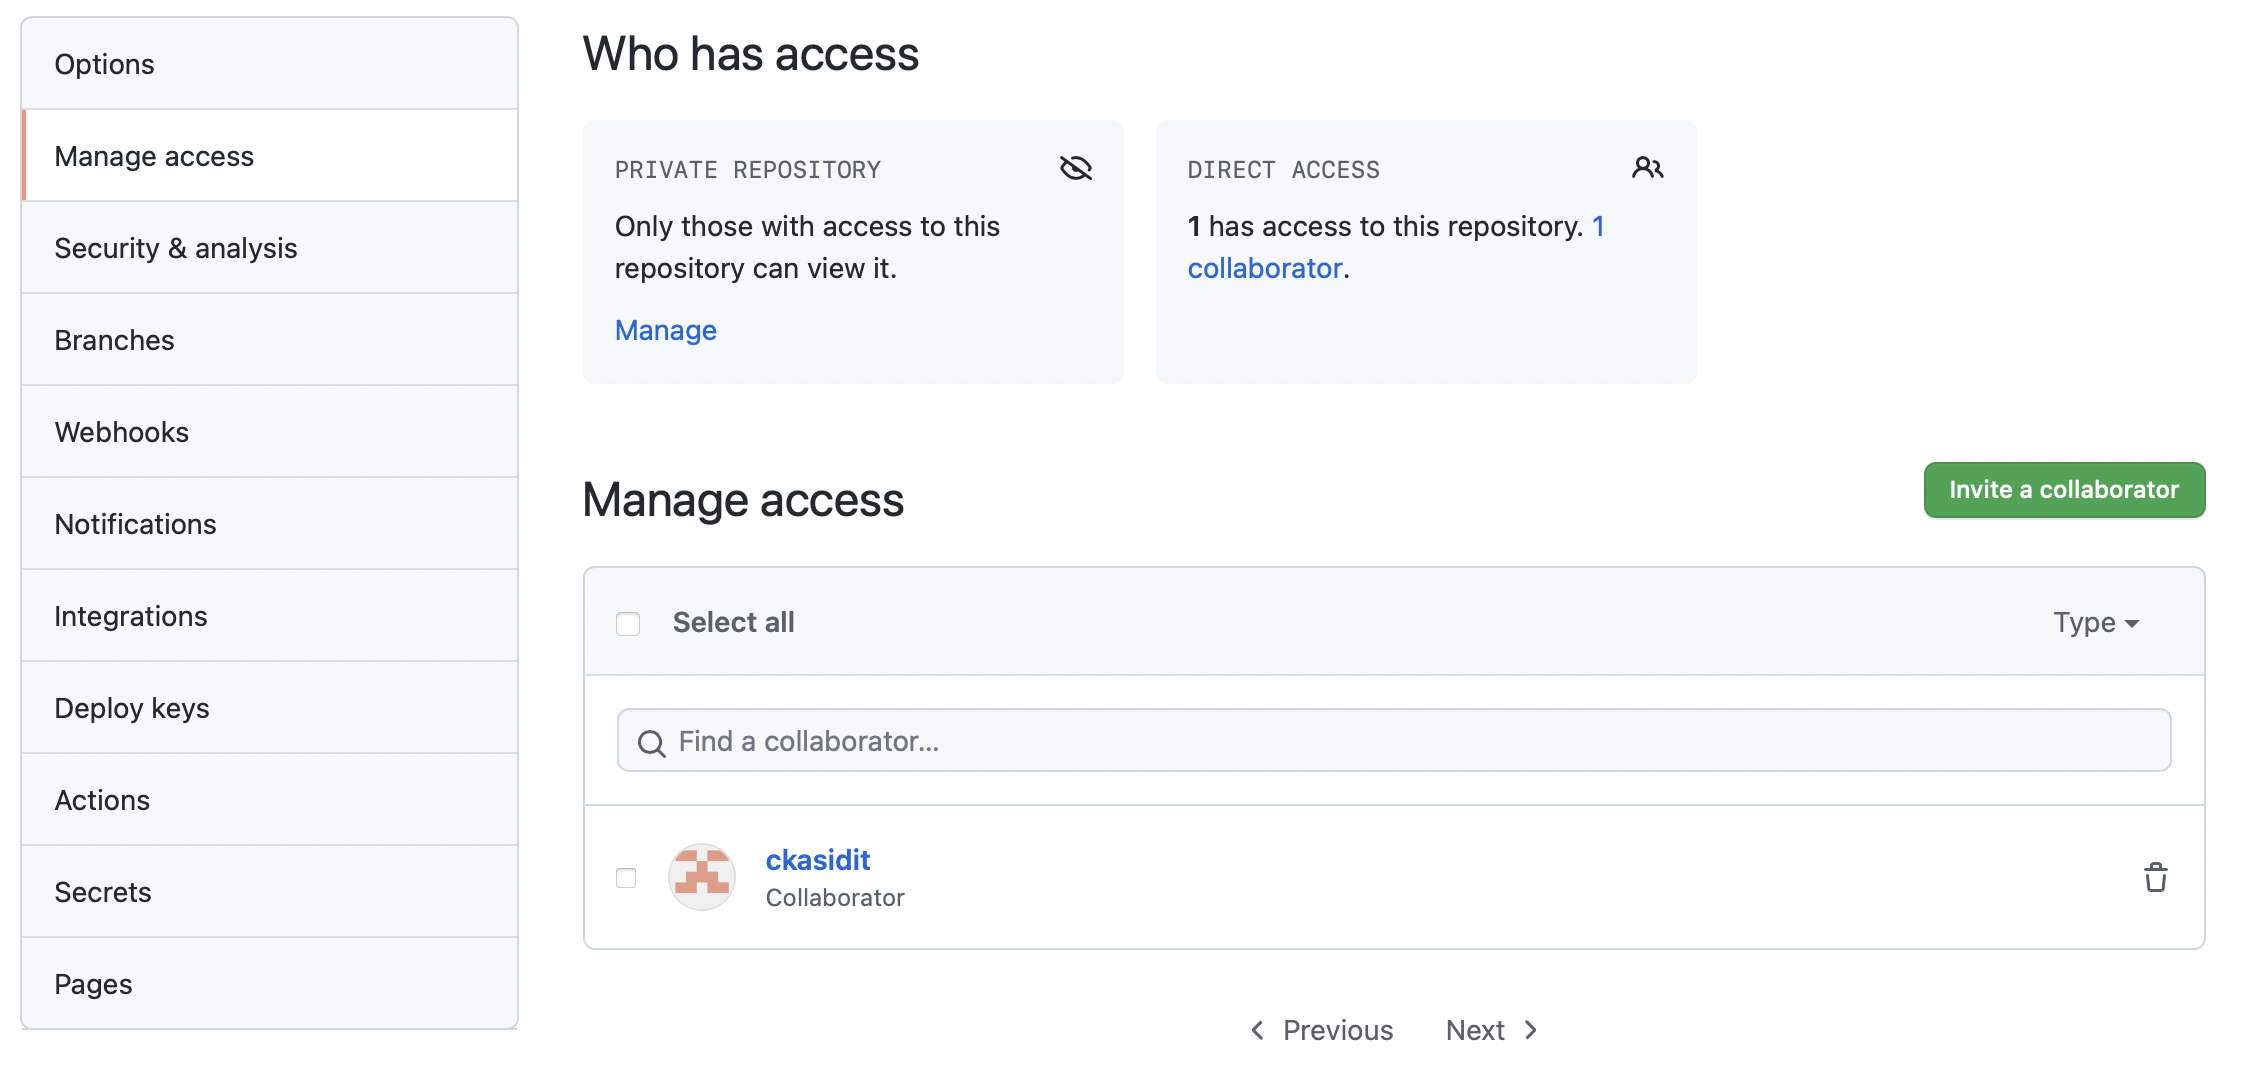 Options
Manage access
Security & analysis
Branches
Webhooks
Notifications
Integrations
Deploy keys
Actions
Secrets
Pages
Who has access
PRIVATE REPOSITORY
Only those with access to this
repository can view it.
Manage
DIRECT ACCESS
1 has access to this repository. 1
collaborator.
Manage access
Invite a collaborator
Select all
Type
Find a collaborator...
ckasidit
Collaborator
Previous
Next